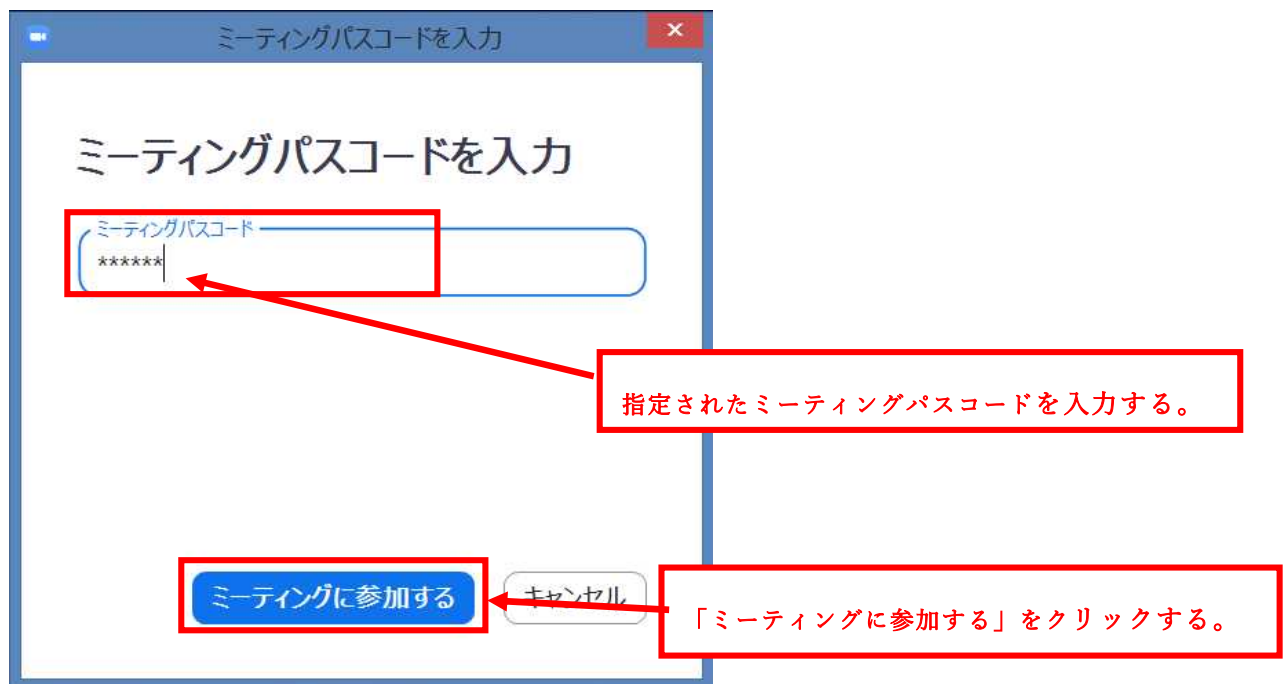 ミーティングパスコードを入力
×
ミーティングパスコードを入力
ミーティングパスコード
******
指定されたミーティングパスコードを入力する。
ミーティングに参加する
キャンセル
「ミーティングに参加する」をクリックする。